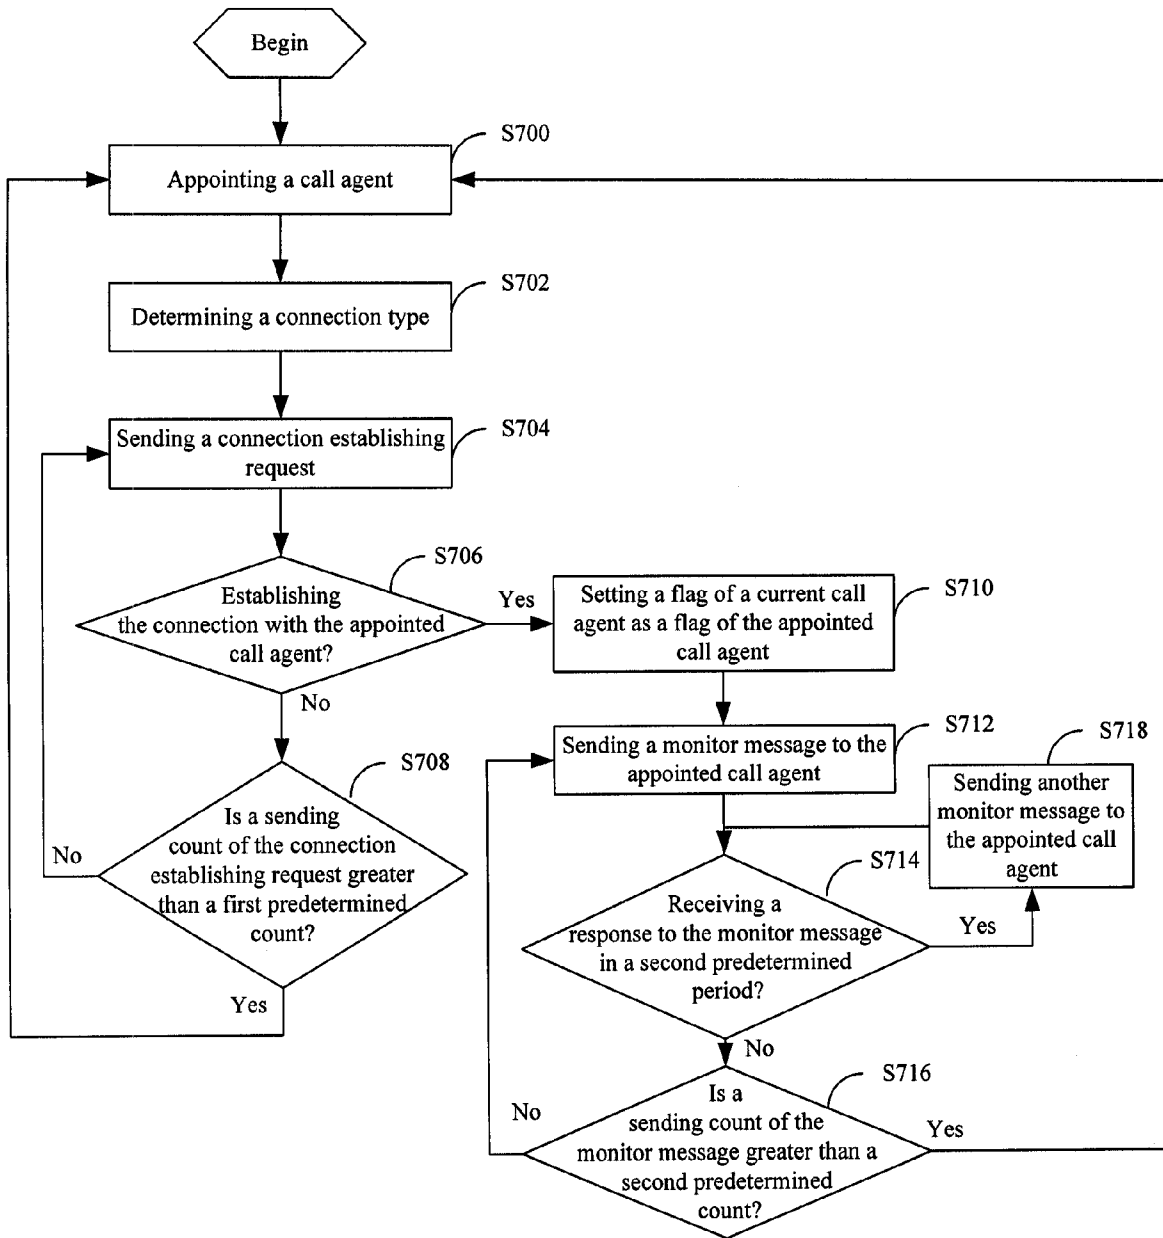 Begin
S700
Appointing a call agent
S702
Determining a connection type
S704
Sending a connection establishing
request
S706
Establishing
the connection with the appointed
call agent?
Yes
No
S710
Setting a flag of a current call
agent as a flag of the appointed
call agent
S708
Is a sending
count of the connection
establishing request greater
than a first predetermined
count?
No
Yes
S712
Sending a monitor message to the
appointed call agent
S718
Sending another
monitor message to
the appointed call
agent
S714
Receiving a
response to the monitor message
in a second predetermined
period?
Yes
No
S716
Is a
sending count of the
monitor message greater than a
second predetermined
count?
No
Yes